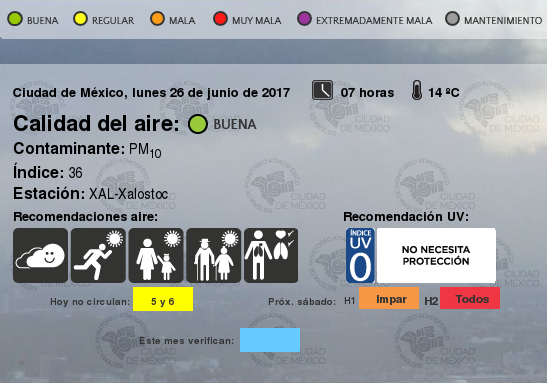 BUENA REGULAR MALA MUY MALA EXTREMADAMENTE MALA MANTENIMIENTO
Ciudad de México, lunes 26 de junio de 2017 07 horas 14 ºC
Calidad del aire: BUENA
Contaminante: PM10
Índice: 36
Estación: XAL-Xalostoc
Recomendaciones aire: Recomendación UV:
ÍNDICE
UV
0
NO NECESITA
PROTECCIÓN
Hoy no circulan: 5 y 6 Próx. sábado: H1 Impar H2 Todos
Este mes verifican:
CIUDAD
DE MÉXICO